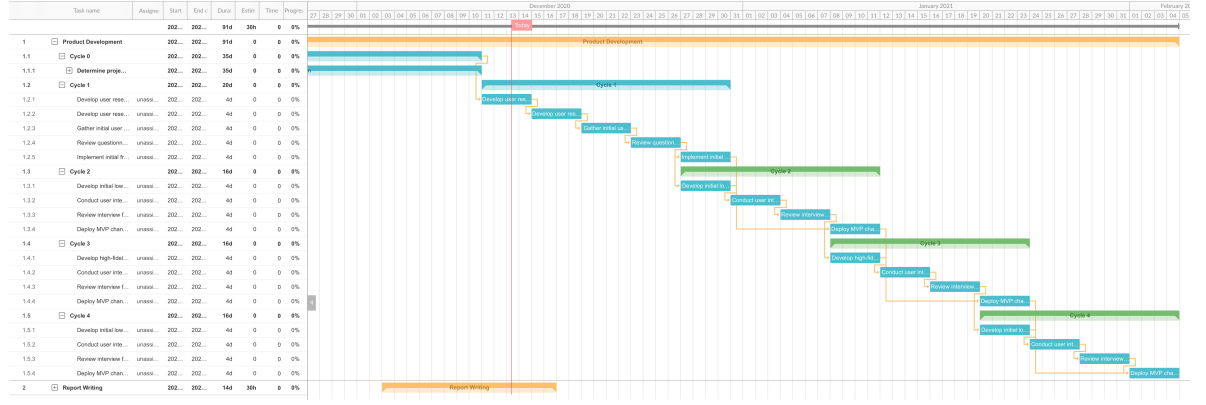 December 2020 January 2021 February 20
Task name Assigne Start End c Dura Estin Time Progres 27 28 29 30 01 02 03 04 05 06 07 08 09 10 11 12 13 14 15 16 17 18 19 20 21 22 23 24 25 26 27 28 29 30 31 01 02 03 04 05 06 07 08 09 10 11 12 13 14 15 16 17 18 19 20 21 22 23 24 25 26 27 28 29 30 31 01 02 03 04 05
202... 202... 91d 30h 0 0% Today
1 Product Development 202... 202... 91d 0 0 0% Product Development
1.1 Cycle 0 202... 202... 35d 0 0 0%
1.1.1 Determine proje... 202... 202... 35d 0 0 0%
1.2 Cycle 1 202... 202... 20d 0 0 0% Cycle 1
1.2.1 Develop user rese... unassi... 202... 202... 4d 0 0 0% Develop user res...
1.2.2 Develop user rese... unassi... 202... 202... 4d 0 0 0% Develop user res...
1.2.3 Gather initial user ... unassi... 202... 202... 4d 0 0 0% Gather initial us...
1.2.4 Review questionn... unassi... 202... 202... 4d 0 0 0% Review question...
1.2.5 Implement initial fr... unassi... 202... 202... 4d 0 0 0% Implement initial ...
1.3 Cycle 2 202... 202... 16d 0 0 0% Cycle 2
1.3.1 Develop initial low... unassi... 202... 202... 4d 0 0 0% Develop initial lo...
1.3.2 Conduct user inte... unassi... 202... 202... 4d 0 0 0% Conduct user int...
1.3.3 Review interview f... unassi... 202... 202... 4d 0 0 0% Review interview...
1.3.4 Deploy MVP chan... unassi... 202... 202... 4d 0 0 0% Deploy MVP cha...
1.4 Cycle 3 202... 202... 16d 0 0 0% Cycle 3
1.4.1 Develop high-fidel... unassi... 202... 202... 4d 0 0 0% Develop high-fid...
1.4.2 Conduct user inte... unassi... 202... 202... 4d 0 0 0% Conduct user int...
1.4.3 Review interview f... unassi... 202... 202... 4d 0 0 0% Review interview...
1.4.4 Deploy MVP chan... unassi... 202... 202... 4d 0 0 0% Deploy MVP cha...
1.5 Cycle 4 202... 202... 16d 0 0 0% Cycle 4
1.5.1 Develop initial low... unassi... 202... 202... 4d 0 0 0% Develop initial lo...
1.5.2 Conduct user inte... unassi... 202... 202... 4d 0 0 0% Conduct user int...
1.5.3 Review interview f... unassi... 202... 202... 4d 0 0 0% Review interview...
1.5.4 Deploy MVP chan... unassi... 202... 202... 4d 0 0 0% Deploy MVP cha...
2 Report Writing 202... 202... 14d 30h 0 0% Report Writing